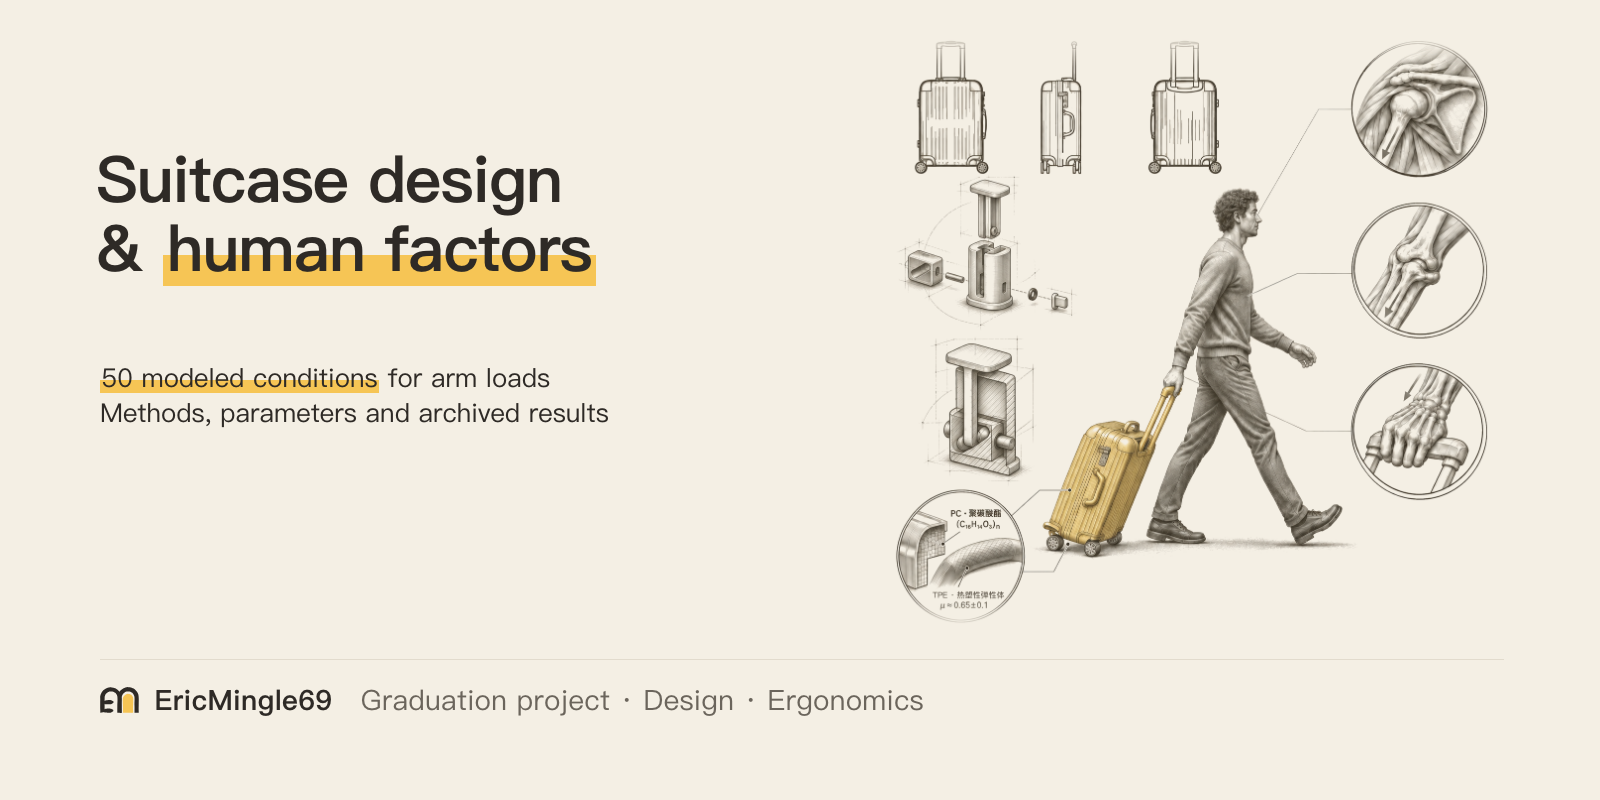 Suitcase design
& human factors
50 modeled conditions for arm loads
Methods, parameters and archived results
PC · 聚碳酸酯
(C₁₆H₁₄O₃)ₙ
TPE · 热塑性弹性体
μ ≈ 0.65±0.1
EricMingle69 Graduation project · Design · Ergonomics